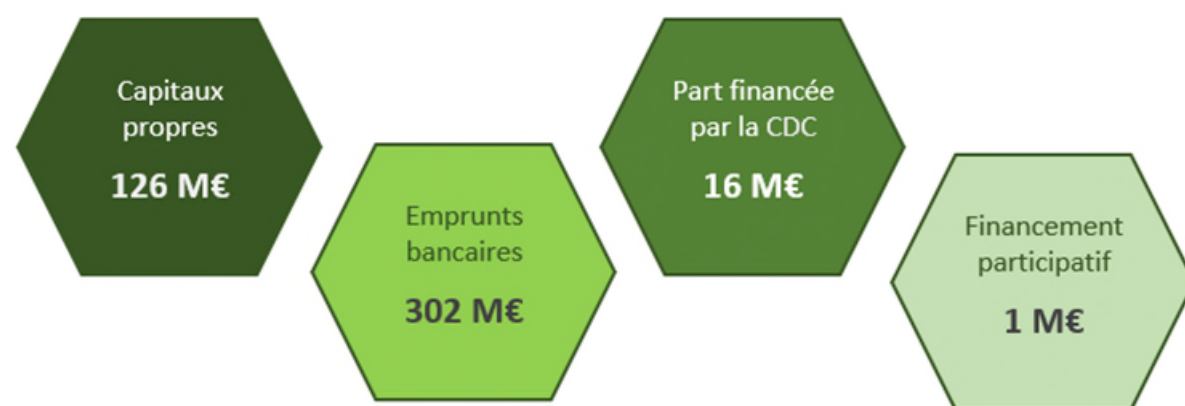 Capitaux
propres
126 M€
Emprunts
bancaires
302 M€
Part financée
par la CDC
16 M€
Financement
participatif
1 M€